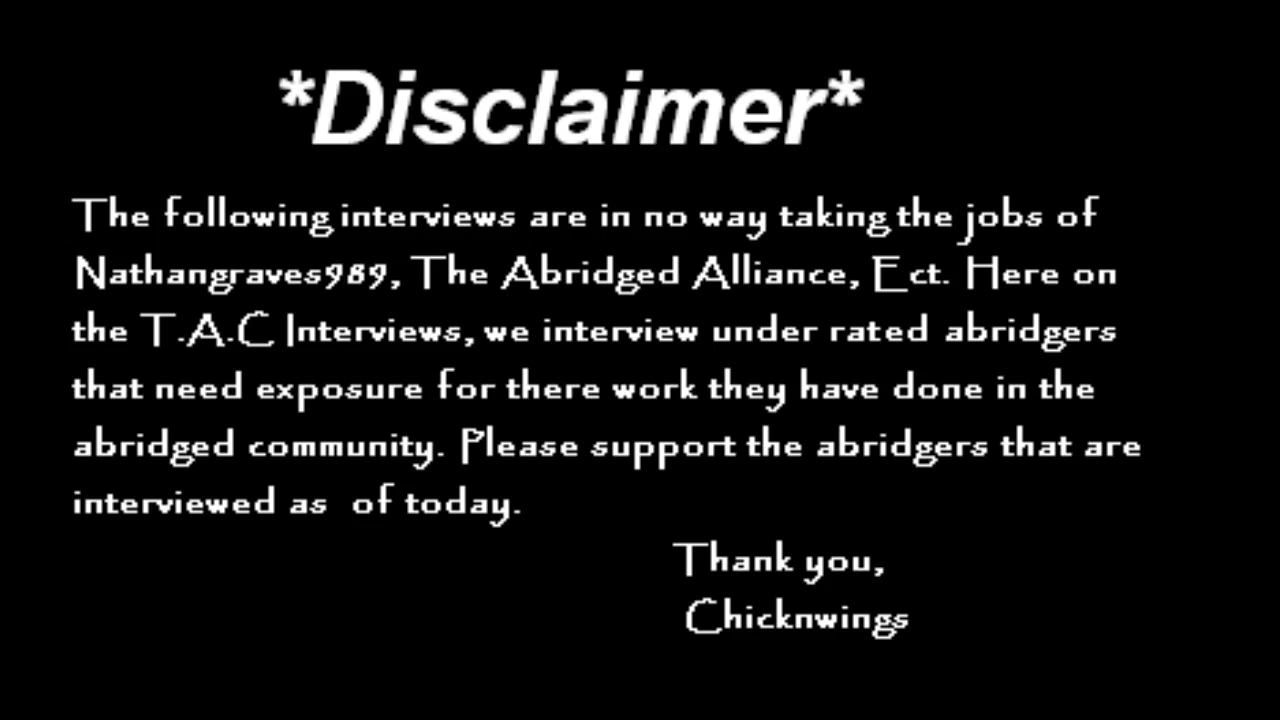 *Disclaimer*
The following interviews are in no way taking the jobs of
Nathangraves989, The Abridged Alliance, Ect. Here on
the T.A.C Interviews, we interview under rated abridgers
that need exposure for there work they have done in the
abridged community. Please support the abridgers that are
interviewed as of today.
Thank you,
Chicknwings